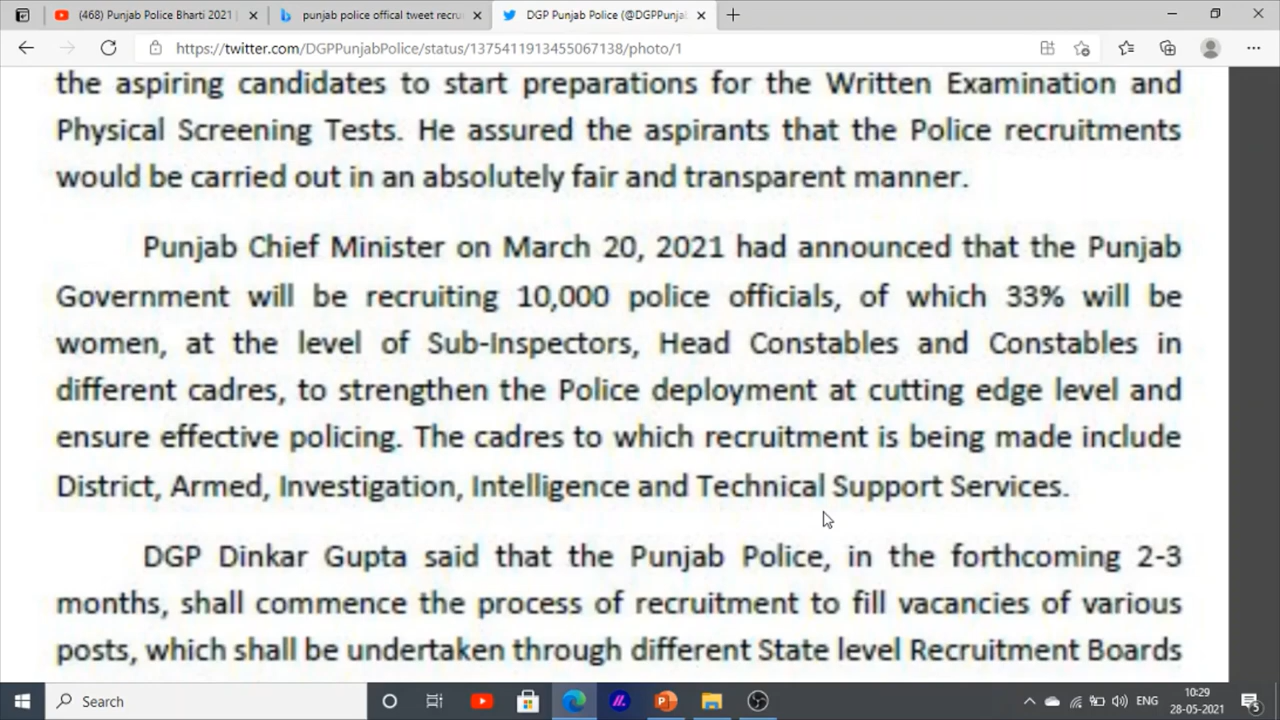 (468) Punjab Police Bharti 2021 |
punjab police offical tweet recru
DGP Punjab Police (@DGPPunja
https://twitter.com/DGPPunjabPolice/status/1375411913455067138/photo/1
the aspiring candidates to start preparations for the Written Examination and
Physical Screening Tests. He assured the aspirants that the Police recruitments
would be carried out in an absolutely fair and transparent manner.
Punjab Chief Minister on March 20, 2021 had announced that the Punjab
Government will be recruiting 10,000 police officials, of which 33% will be
women, at the level of Sub-Inspectors, Head Constables and Constables in
different cadres, to strengthen the Police deployment at cutting edge level and
ensure effective policing. The cadres to which recruitment is being made include
District, Armed, Investigation, Intelligence and Technical Support Services.
DGP Dinkar Gupta said that the Punjab Police, in the forthcoming 2-3
months, shall commence the process of recruitment to fill vacancies of various
posts, which shall be undertaken through different State level Recruitment Boards
Search
ENG
10:29
28-05-2021
5